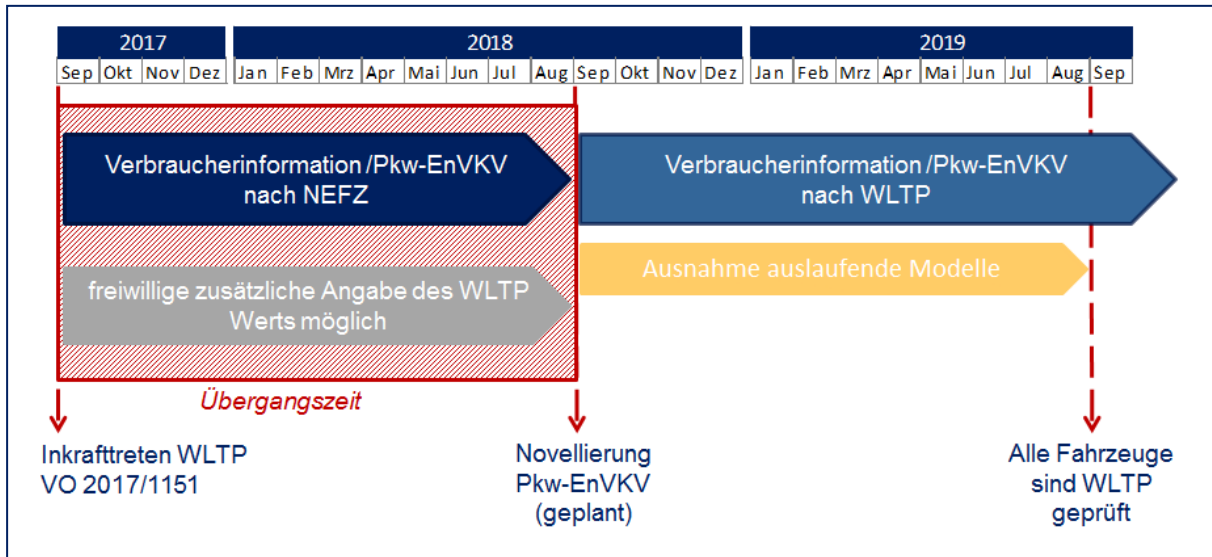 2017 2018 2019
Sep Okt Nov Dez Jan Feb Mrz Apr Mai Jun Jul Aug Sep Okt Nov Dez Jan Feb Mrz Apr Mai Jun Jul Aug Sep
Verbraucherinformation /Pkw-EnVKV
nach NEFZ
Verbraucherinformation /Pkw-EnVKV
nach WLTP
freiwillige zusätzliche Angabe des WLTP
Werts möglich
Ausnahme auslaufende Modelle
Übergangszeit
Inkrafttreten WLTP
VO 2017/1151
Novellierung
Pkw-EnVKV
(geplant)
Alle Fahrzeuge
sind WLTP
geprüft